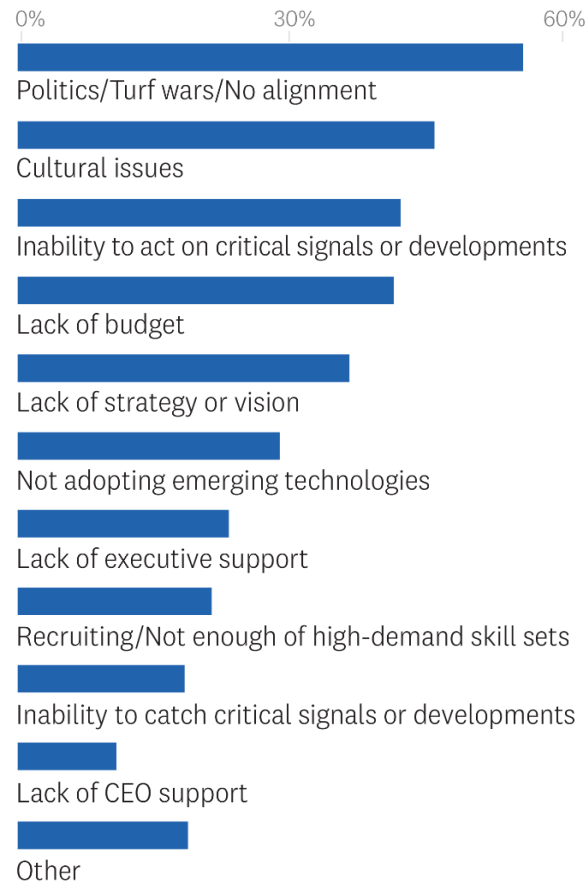 0% 30% 60%
Politics/Turf wars/No alignment
Cultural issues
Inability to act on critical signals or developments
Lack of budget
Lack of strategy or vision
Not adopting emerging technologies
Lack of executive support
Recruiting/Not enough of high-demand skill sets
Inability to catch critical signals or developments
Lack of CEO support
Other